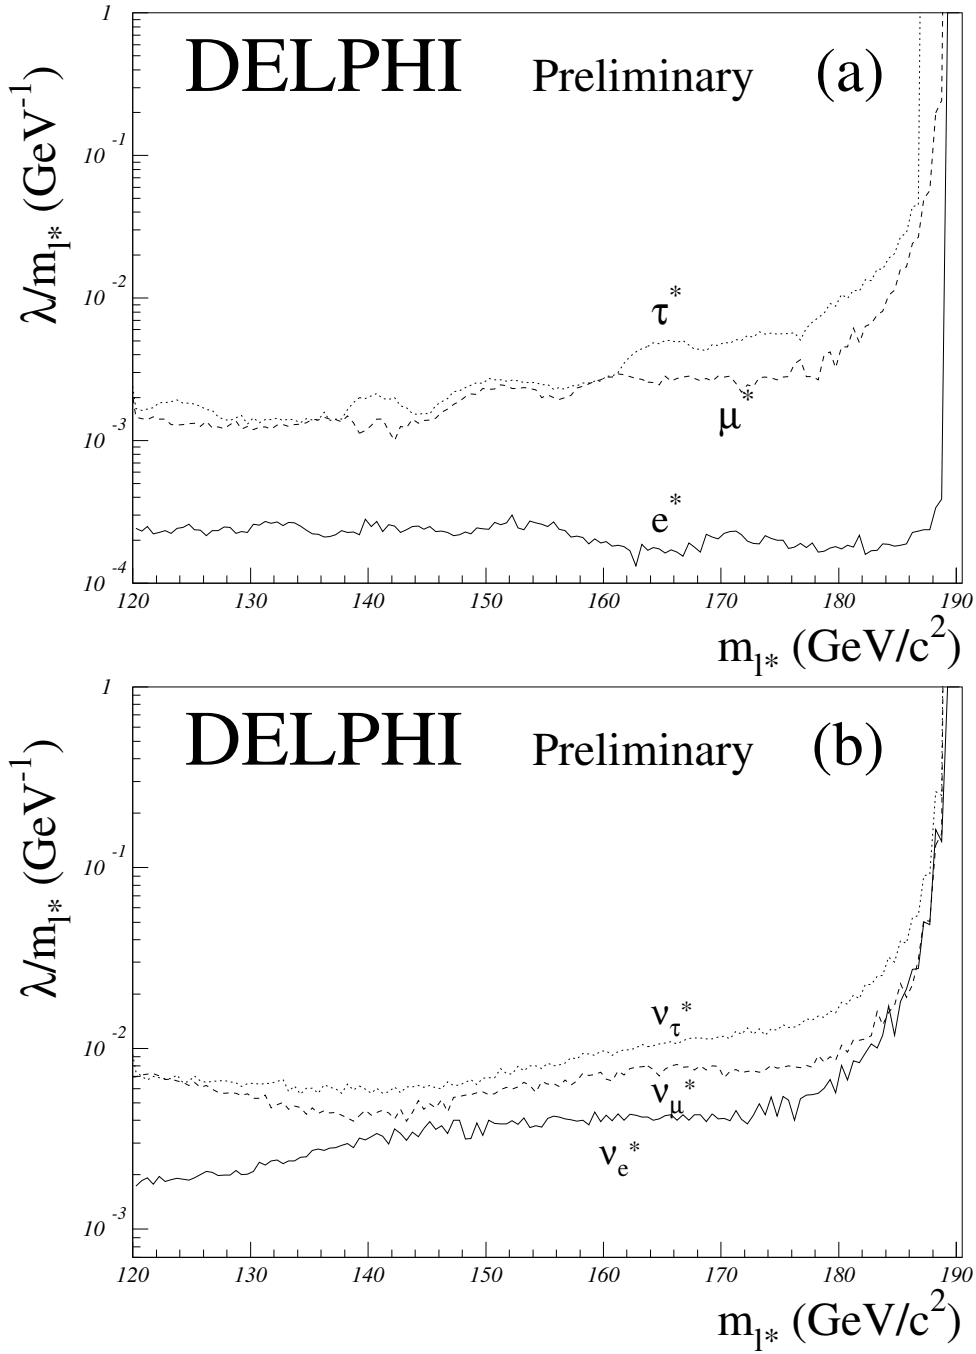 DELPHI Preliminary (a)
λ/m_l* (GeV^-1)
1
10^-1
10^-2
10^-3
10^-4
τ*
μ*
e*
120 130 140 150 160 170 180 190
m_l* (GeV/c^2)
DELPHI Preliminary (b)
λ/m_l* (GeV^-1)
1
10^-1
10^-2
10^-3
ν_τ*
ν_μ*
ν_e*
120 130 140 150 160 170 180 190
m_l* (GeV/c^2)